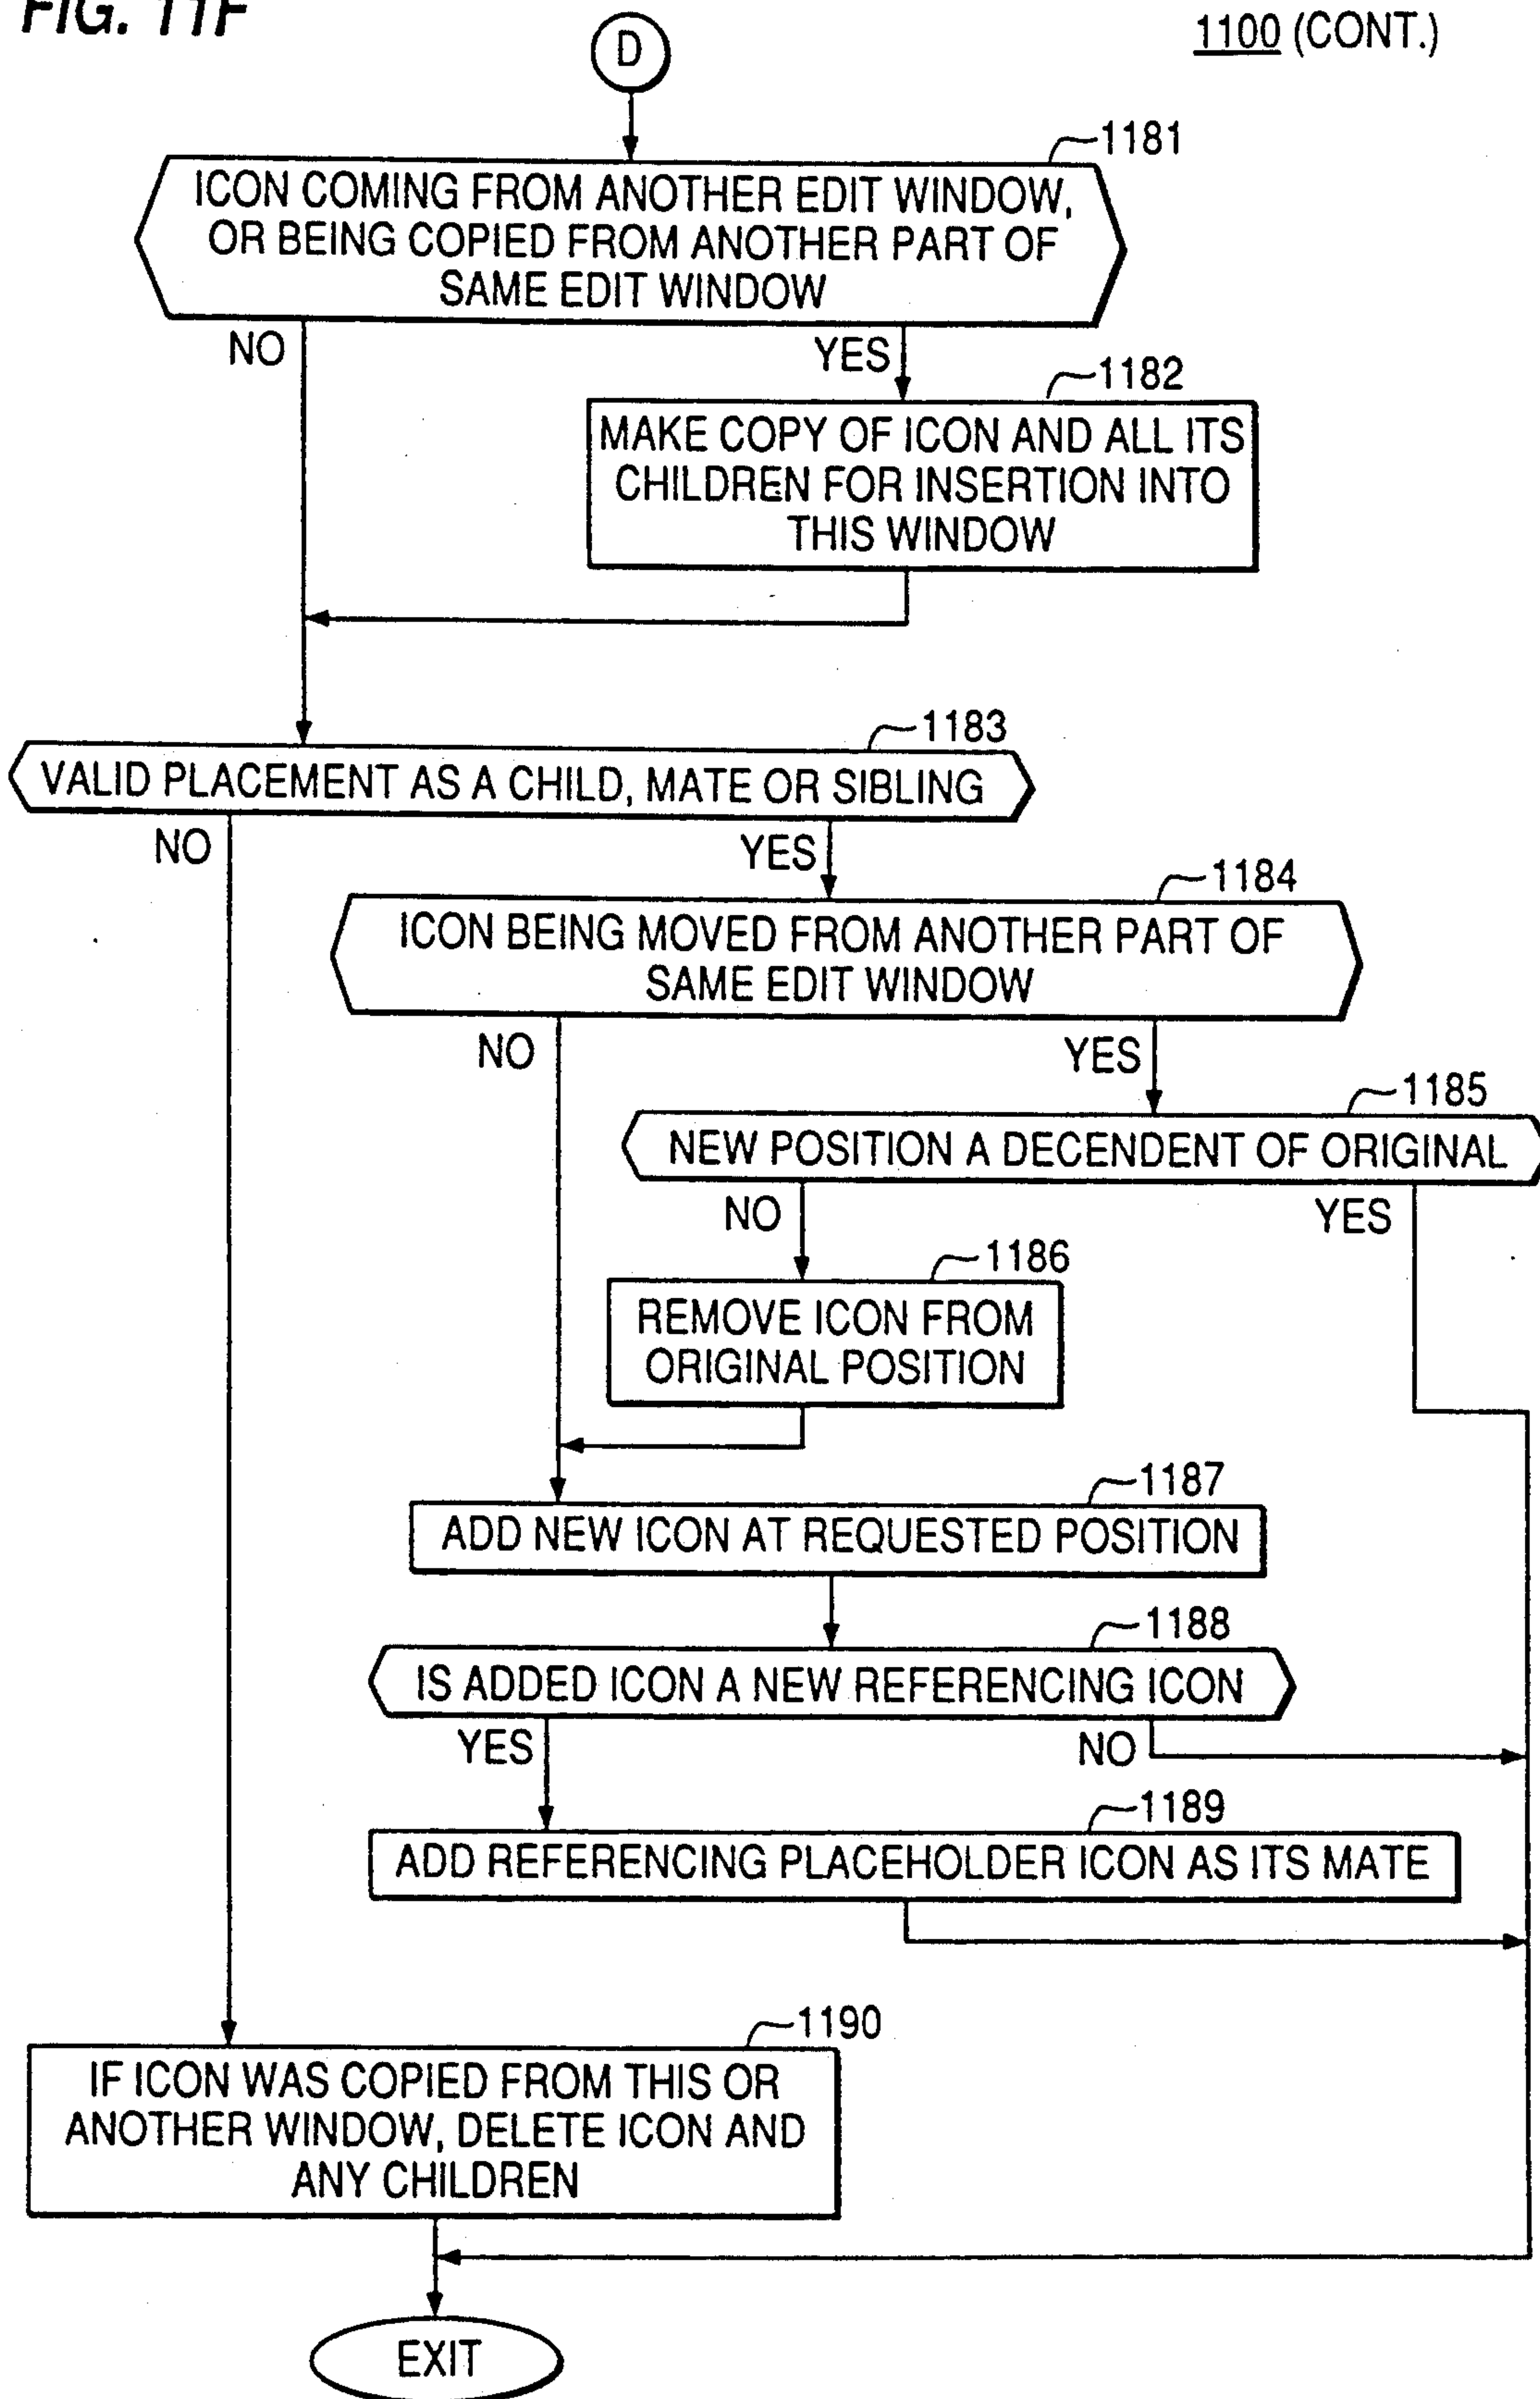 FIG. 11F
1100 (CONT.)
D
1181
ICON COMING FROM ANOTHER EDIT WINDOW,
OR BEING COPIED FROM ANOTHER PART OF
SAME EDIT WINDOW
NO
YES
1182
MAKE COPY OF ICON AND ALL ITS
CHILDREN FOR INSERTION INTO
THIS WINDOW
1183
VALID PLACEMENT AS A CHILD, MATE OR SIBLING
NO
YES
1184
ICON BEING MOVED FROM ANOTHER PART OF
SAME EDIT WINDOW
NO
YES
1185
NEW POSITION A DECENDENT OF ORIGINAL
NO
YES
1186
REMOVE ICON FROM
ORIGINAL POSITION
1187
ADD NEW ICON AT REQUESTED POSITION
1188
IS ADDED ICON A NEW REFERENCING ICON
YES
NO
1189
ADD REFERENCING PLACEHOLDER ICON AS ITS MATE
1190
IF ICON WAS COPIED FROM THIS OR
ANOTHER WINDOW, DELETE ICON AND
ANY CHILDREN
EXIT